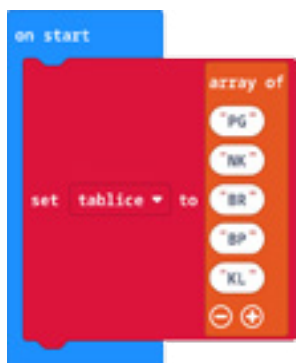 on start
array of
"PG"
"NK"
set tablice to "BR"
"BP"
"KL"